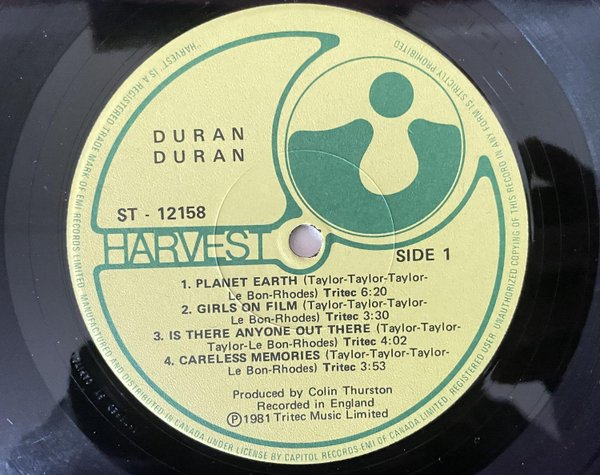 DURAN
DURAN
ST - 12158
HARVEST
SIDE 1
1. PLANET EARTH (Taylor-Taylor-Taylor-
Le Bon-Rhodes) Tritec 6:20
2. GIRLS ON FILM (Taylor-Taylor-Taylor-
Le Bon-Rhodes) Tritec 3:30
3. IS THERE ANYONE OUT THERE (Taylor-
Taylor-Le Bon-Rhodes) Tritec 4:02
4. CARELESS MEMORIES (Taylor-Taylor-Taylor-
Le Bon-Rhodes) Tritec 3:53
Produced by Colin Thurston
Recorded in England
Ⓟ 1981 Tritec Music Limited
"HARVEST" IS A REGISTERED TRADE MARK OF EMI RECORDS LIMITED. MANUFACTURED AND DISTRIBUTED IN CANADA UNDER LICENSE BY CAPITOL RECORDS-EMI OF CANADA LIMITED, REGISTERED USER. UNAUTHORIZED COPYING OF THIS RECORD IN ANY FORM IS STRICTLY PROHIBITED